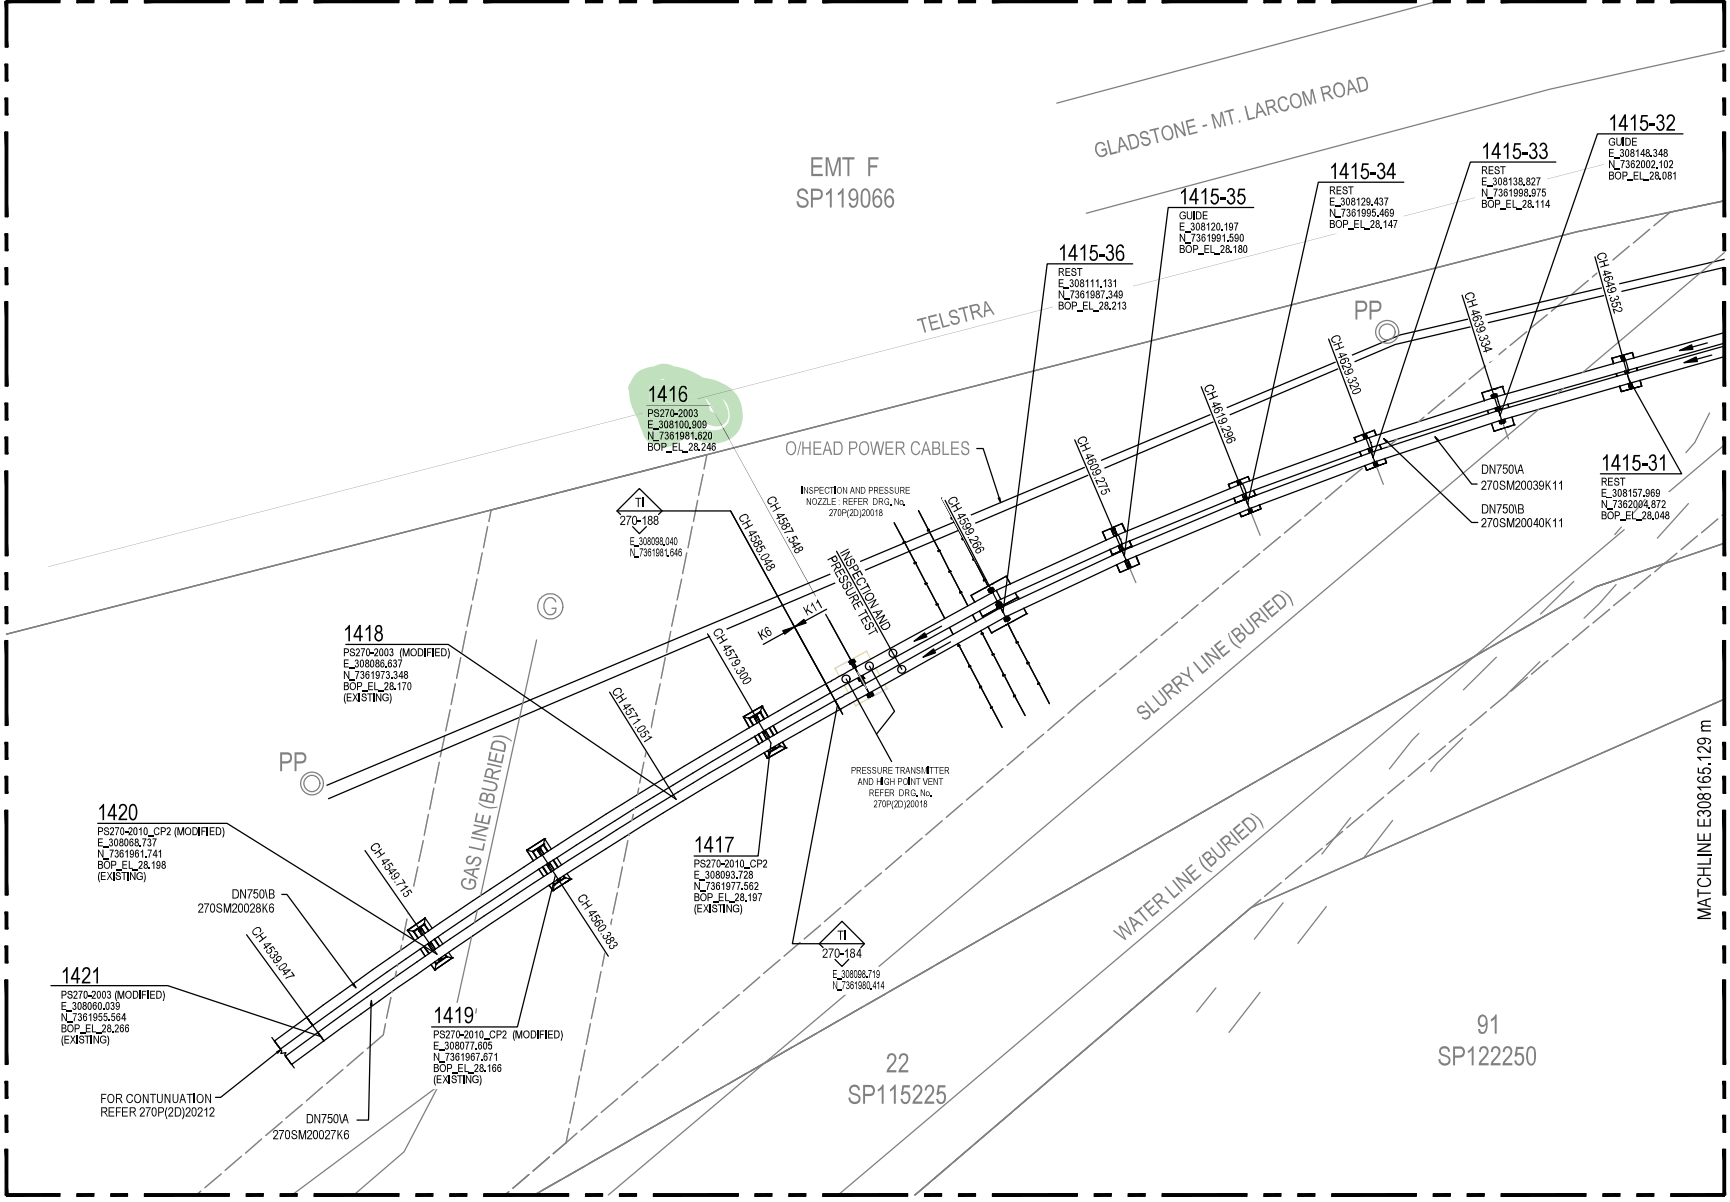 GLADSTONE - MT. LARCOM ROAD
EMT F
SP119066
1415-32
GUIDE
E_308148.348
N_7362002.102
BOP_EL_28.081
1415-33
REST
E_308138.827
N_7361998.975
BOP_EL_28.114
1415-34
REST
E_308129.437
N_7361995.469
BOP_EL_28.147
1415-35
GUIDE
E_308120.197
N_7361991.590
BOP_EL_28.180
1415-36
REST
E_308111.131
N_7361987.349
BOP_EL_28.213
TELSTRA
PP
CH 4649.352
CH 4639.334
CH 4629.320
CH 4619.296
CH 4609.275
CH 4599.266
1416
PS270-2003
E_308100.909
N_7361981.620
BOP_EL_28.246
O/HEAD POWER CABLES
INSPECTION AND PRESSURE
NOZZLE : REFER DRG. No.
270P(2D)20018
DN750\A
270SM20039K11
DN750\B
270SM20040K11
1415-31
REST
E_308157.969
N_7362004.872
BOP_EL_28.048
TI
270-188
E_308098.040
N_7361981.646
CH 4587.548
CH 4585.048
INSPECTION AND
PRESSURE TEST
K11
K6
G
CH 4579.300
CH 4571.051
1418
PS270-2003 (MODIFIED)
E_308086.637
N_7361973.348
BOP_EL_28.170
(EXISTING)
SLURRY LINE (BURIED)
PP
GAS LINE (BURIED)
PRESSURE TRANSMITTER
AND HIGH POINT VENT
REFER DRG. No.
270P(2D)20018
MATCHLINE E308165.129 m
1420
PS270-2010_CP2 (MODIFIED)
E_308068.737
N_7361961.741
BOP_EL_28.198
(EXISTING)
CH 4549.715
DN750\B
270SM20028K6
1417
PS270-2010_CP2
E_308093.728
N_7361977.562
BOP_EL_28.197
(EXISTING)
WATER LINE (BURIED)
CH 4560.383
CH 4539.047
TI
270-184
E_308098.719
N_7361980.414
1421
PS270-2003 (MODIFIED)
E_308060.039
N_7361955.564
BOP_EL_28.266
(EXISTING)
1419
PS270-2010_CP2 (MODIFIED)
E_308077.605
N_7361967.671
BOP_EL_28.166
(EXISTING)
22
SP115225
91
SP122250
FOR CONTUNUATION
REFER 270P(2D)20212
DN750\A
270SM20027K6